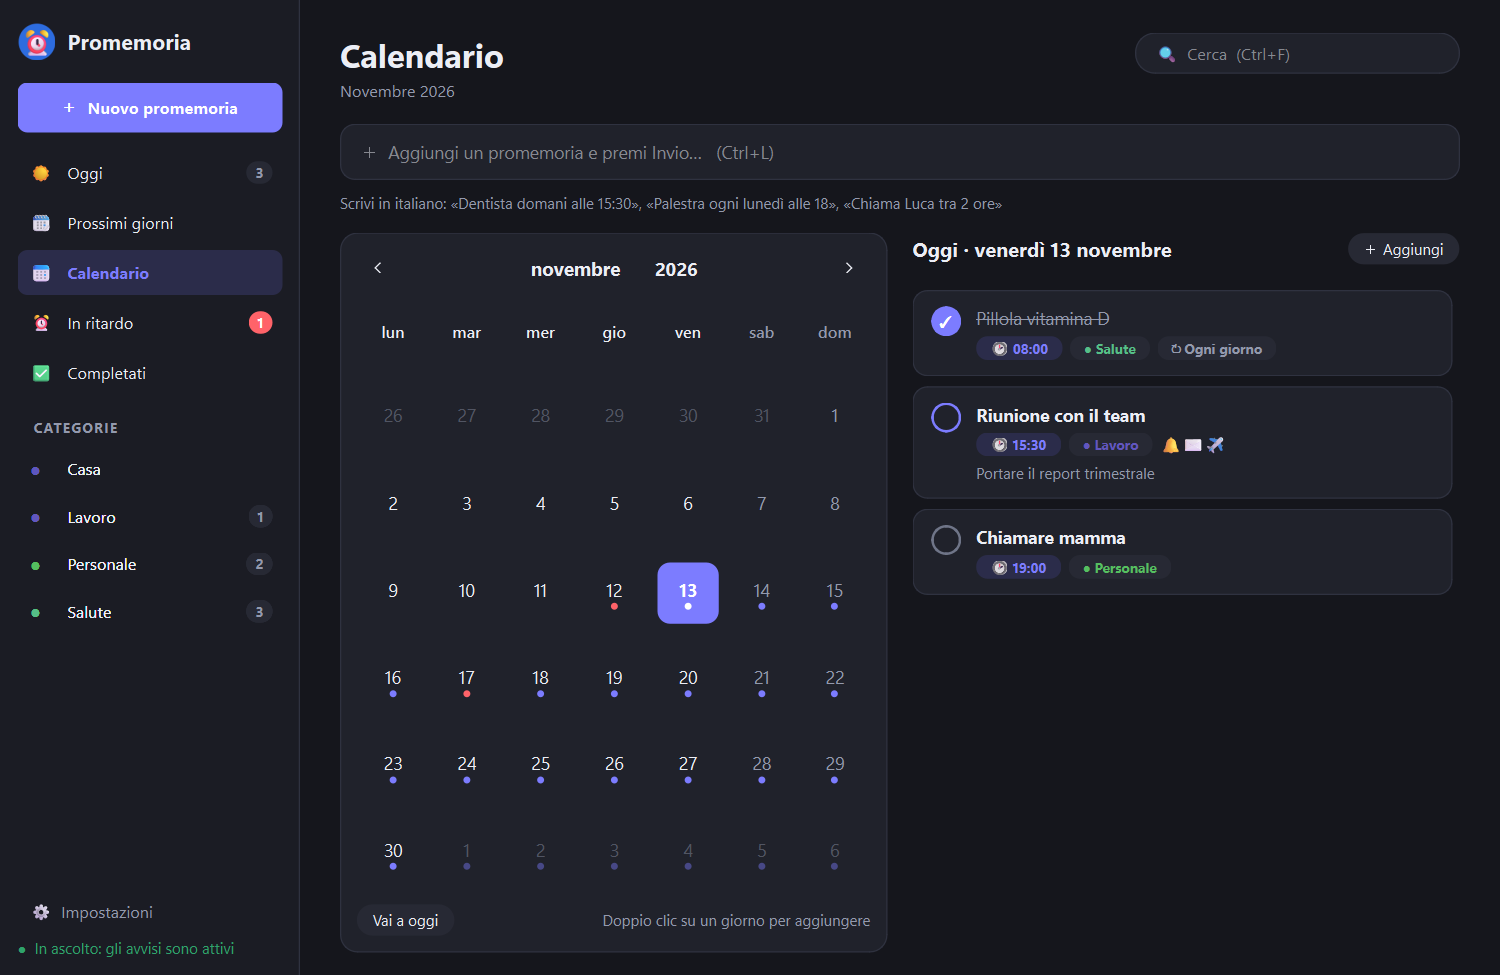 Promemoria
+ Nuovo promemoria
Oggi 3
Prossimi giorni
Calendario
In ritardo 1
Completati
CATEGORIE
Casa
Lavoro 1
Personale 2
Salute 3
Impostazioni
In ascolto: gli avvisi sono attivi
Calendario
Novembre 2026
Cerca (Ctrl+F)
+ Aggiungi un promemoria e premi Invio... (Ctrl+L)
Scrivi in italiano: «Dentista domani alle 15:30», «Palestra ogni lunedì alle 18», «Chiama Luca tra 2 ore»
novembre 2026
lun mar mer gio ven sab dom
26 27 28 29 30 31 1
2 3 4 5 6 7 8
9 10 11 12 13 14 15
16 17 18 19 20 21 22
23 24 25 26 27 28 29
30 1 2 3 4 5 6
Vai a oggi Doppio clic su un giorno per aggiungere
Oggi · venerdì 13 novembre + Aggiungi
Pillola vitamina D
08:00 Salute Ogni giorno
Riunione con il team
15:30 Lavoro
Portare il report trimestrale
Chiamare mamma
19:00 Personale